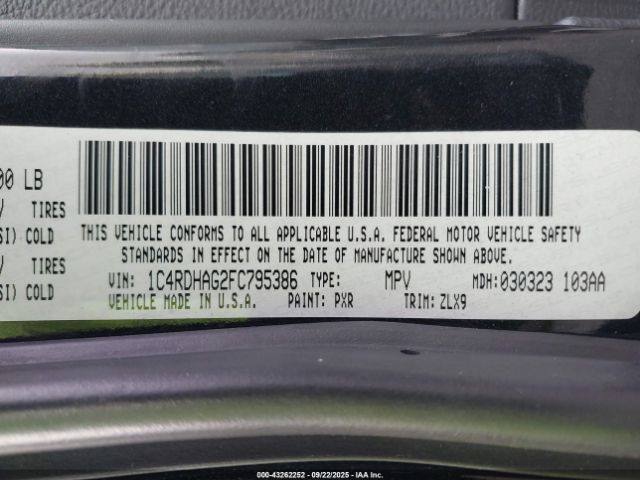 00 LB
TIRES
SI) COLD
TIRES
SI) COLD
THIS VEHICLE CONFORMS TO ALL APPLICABLE U.S.A. FEDERAL MOTOR VEHICLE SAFETY
STANDARDS IN EFFECT ON THE DATE OF MANUFACTURE SHOWN ABOVE.
VIN: 1C4RDHAG2FC795386 TYPE: MPV MDH: 030323 103AA
VEHICLE MADE IN U.S.A. PAINT: PXR TRIM: ZLX9
000-43262252 - 09/22/2025 - IAA Inc.